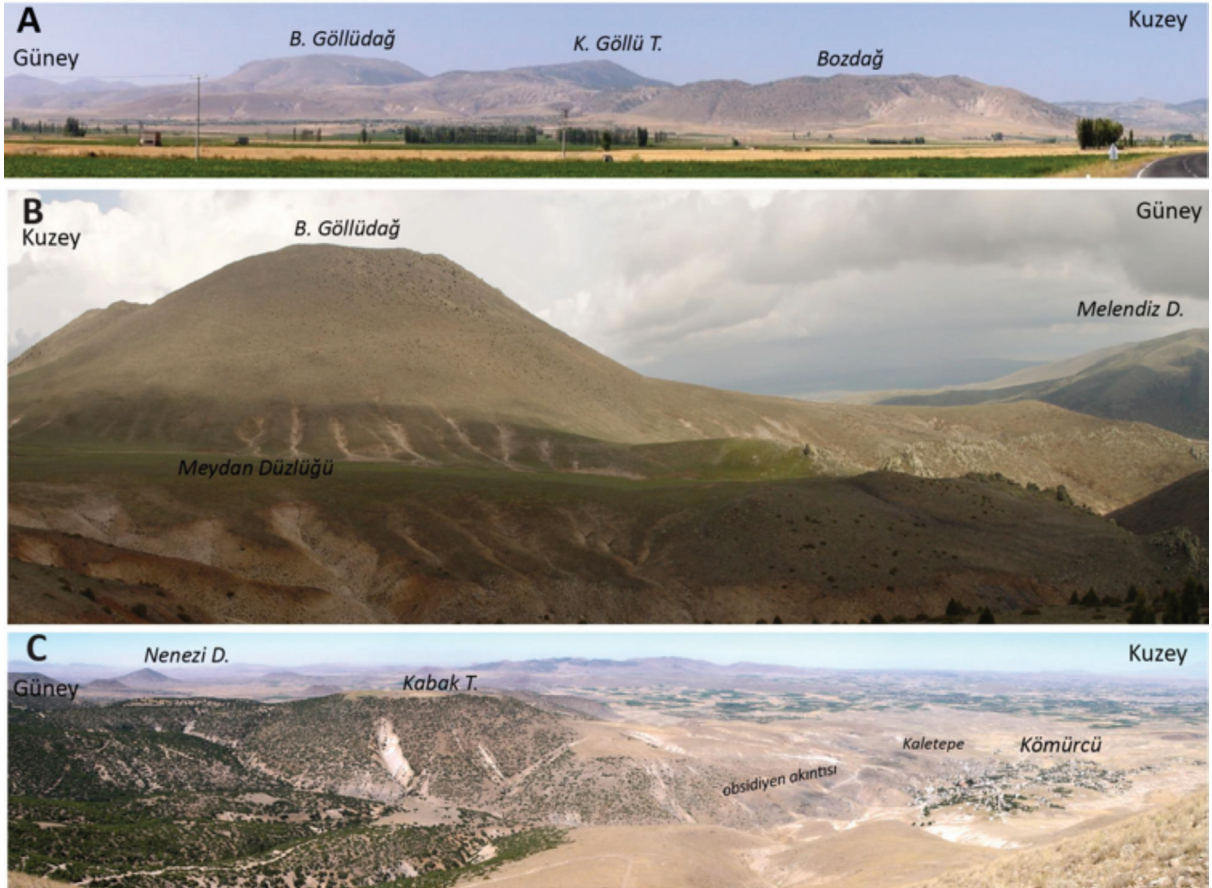 A
Güney
B. Göllüdağ
K. Göllü T.
Bozdağ
Kuzey
B
Kuzey
B. Göllüdağ
Güney
Melendiz D.
Meydan Düzlüğü
C
Güney
Nenezi D.
Kabak T.
Kuzey
Kaletepe
Kömürcü
obsidiyen akıntısı